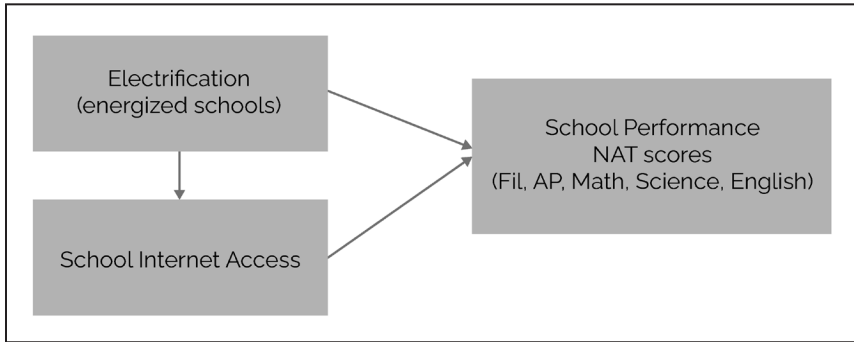 Electrification
(energized schools)
School Internet Access
School Performance
NAT scores
(Fil, AP, Math, Science, English)